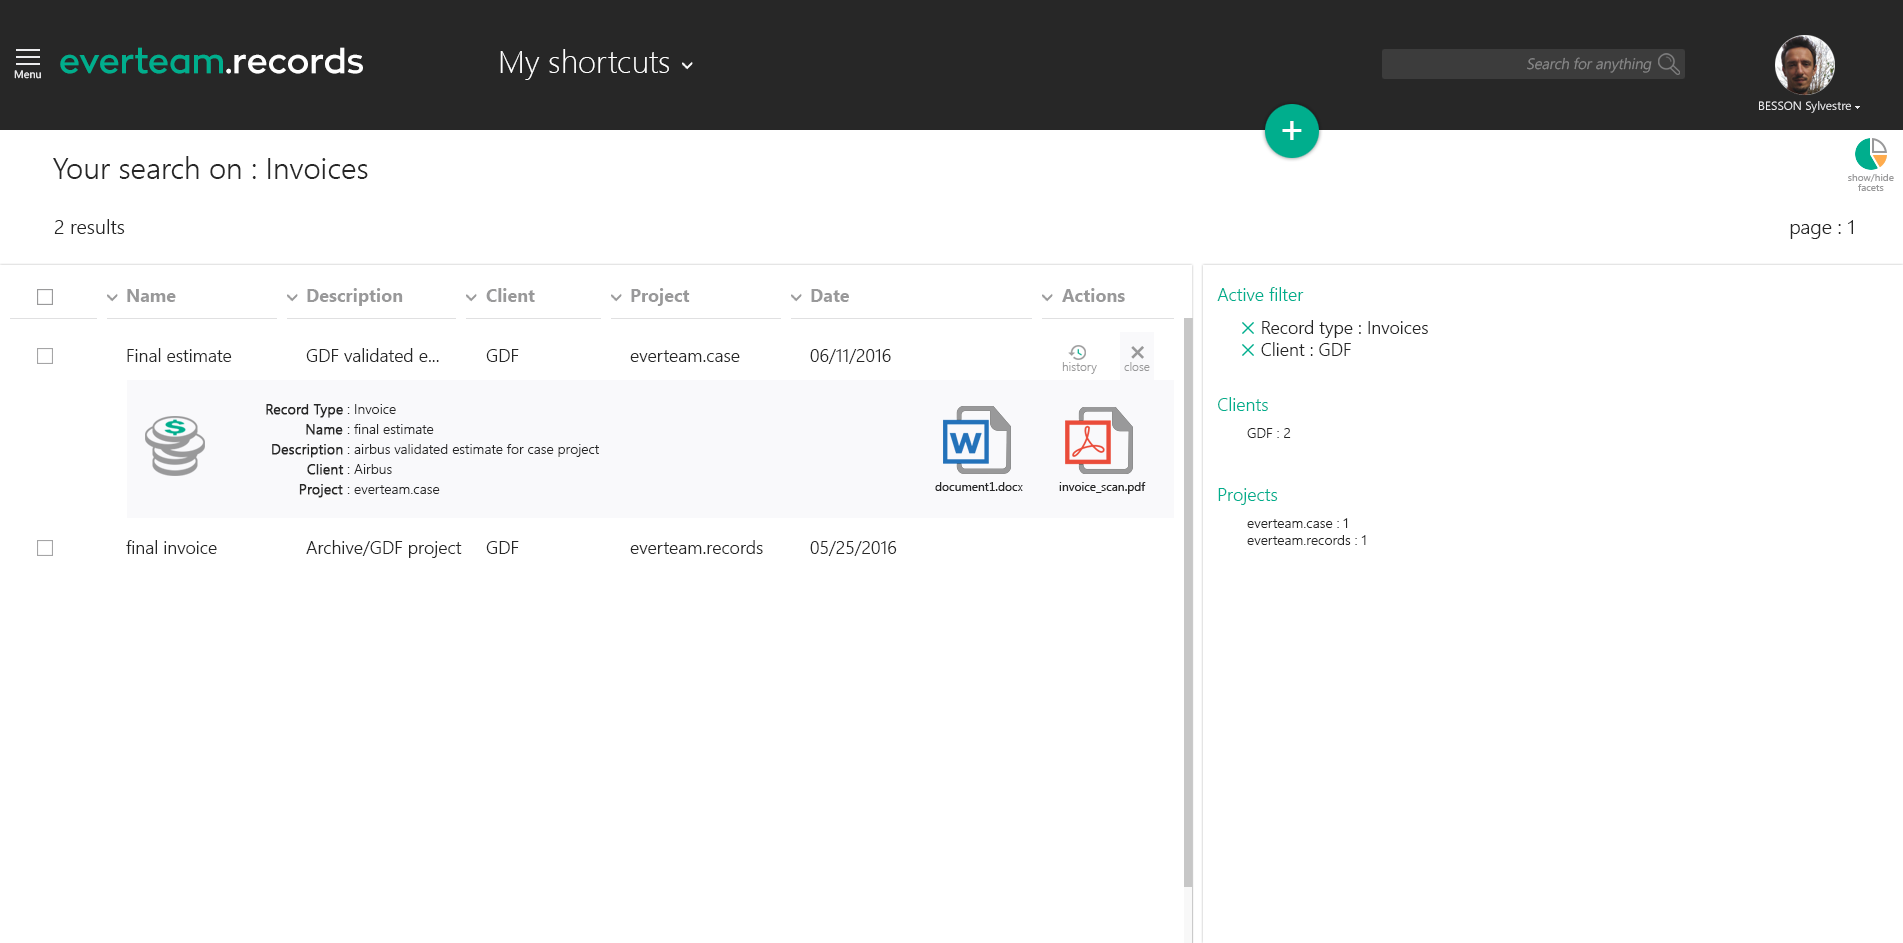 Menu
everteam.records
My shortcuts
Search for anything
BESSON Sylvestre
+
Your search on : Invoices
show/hide
facets
2 results
page : 1
Name Description Client Project Date Actions
Final estimate GDF validated e... GDF everteam.case 06/11/2016 history close
$
Record Type : Invoice
Name : final estimate
Description : airbus validated estimate for case project
Client : Airbus
Project : everteam.case
W
document1.docx invoice_scan.pdf
final invoice Archive/GDF project GDF everteam.records 05/25/2016
Active filter
Record type : Invoices
Client : GDF
Clients
GDF : 2
Projects
everteam.case : 1
everteam.records : 1